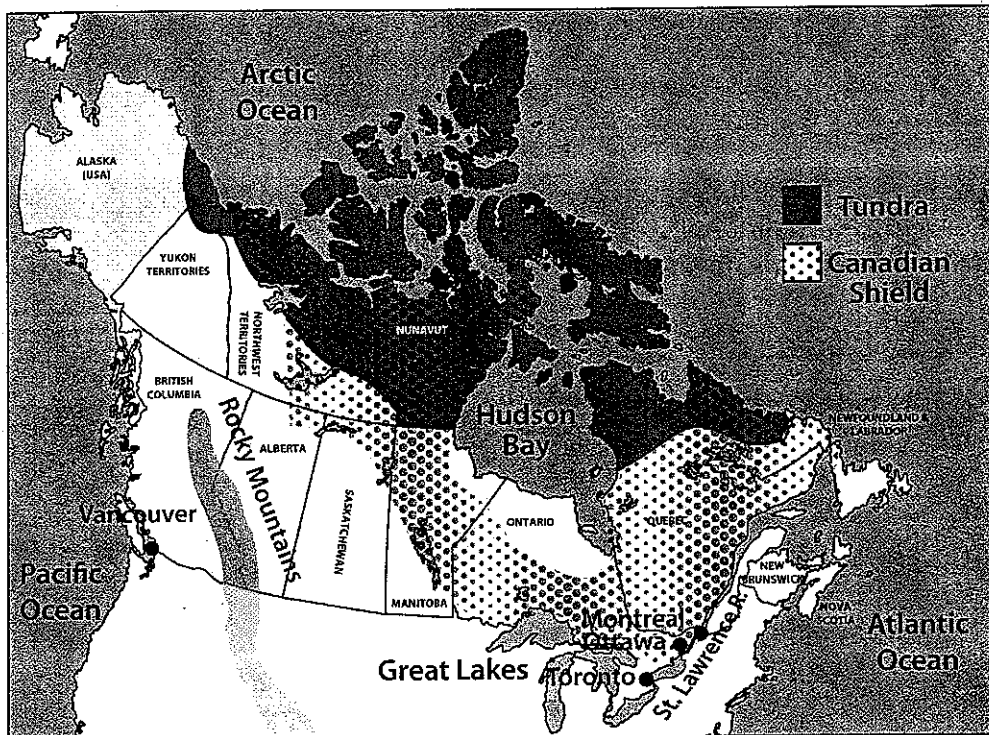 Arctic
Ocean
ALASKA
(USA)
Tundra
Canadian
Shield
YUKON
TERRITORIES
NORTHWEST
TERRITORIES
NUNAVUT
BRITISH
COLUMBIA
Rocky Mountains
ALBERTA
SASKATCHEWAN
MANITOBA
Hudson
Bay
ONTARIO
QUEBEC
NEWFOUNDLAND &
LABRADOR
Vancouver
Pacific
Ocean
NEW
BRUNSWICK
NOVA
SCOTIA
Montreal
Ottawa
Toronto
Great Lakes
St. Lawrence R.
Atlantic
Ocean